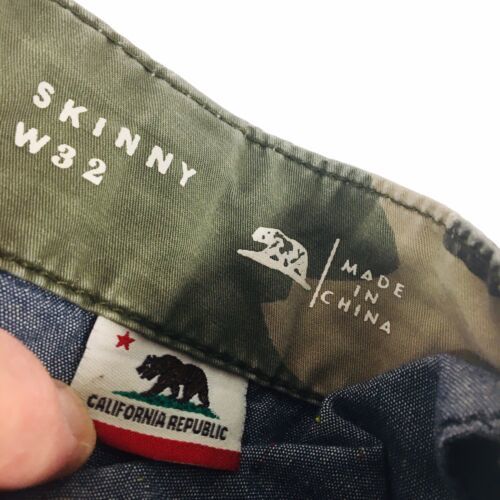 SKINNY
W32
MADE
IN
CHINA
CALIFORNIA REPUBLIC